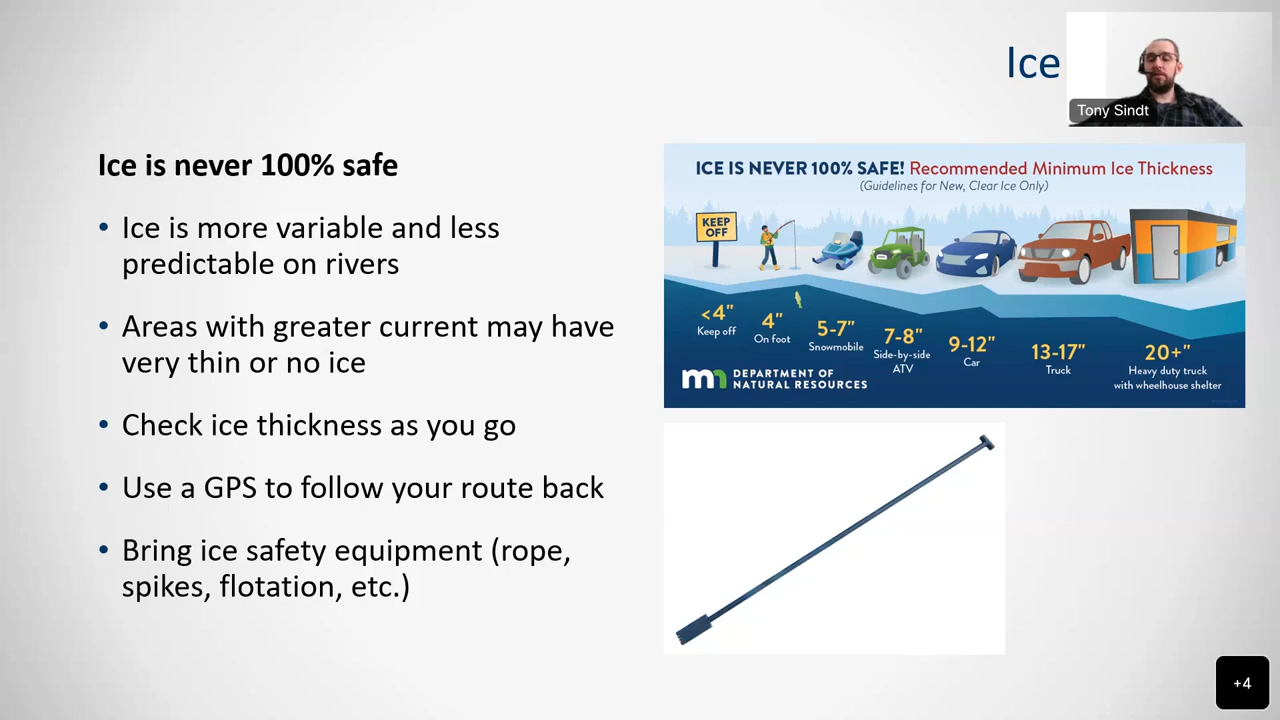 Ice
Tony Sindt
Ice is never 100% safe
• Ice is more variable and less
predictable on rivers
• Areas with greater current may have
very thin or no ice
• Check ice thickness as you go
• Use a GPS to follow your route back
• Bring ice safety equipment (rope,
spikes, flotation, etc.)
ICE IS NEVER 100% SAFE! Recommended Minimum Ice Thickness
(Guidelines for New, Clear Ice Only)
KEEP
OFF
<4"
Keep off
4"
On foot
5-7"
Snowmobile
7-8"
Side-by-side
ATV
9-12"
Car
13-17"
Truck
20+"
Heavy duty truck
with wheelhouse shelter
mn DEPARTMENT OF
NATURAL RESOURCES
+4